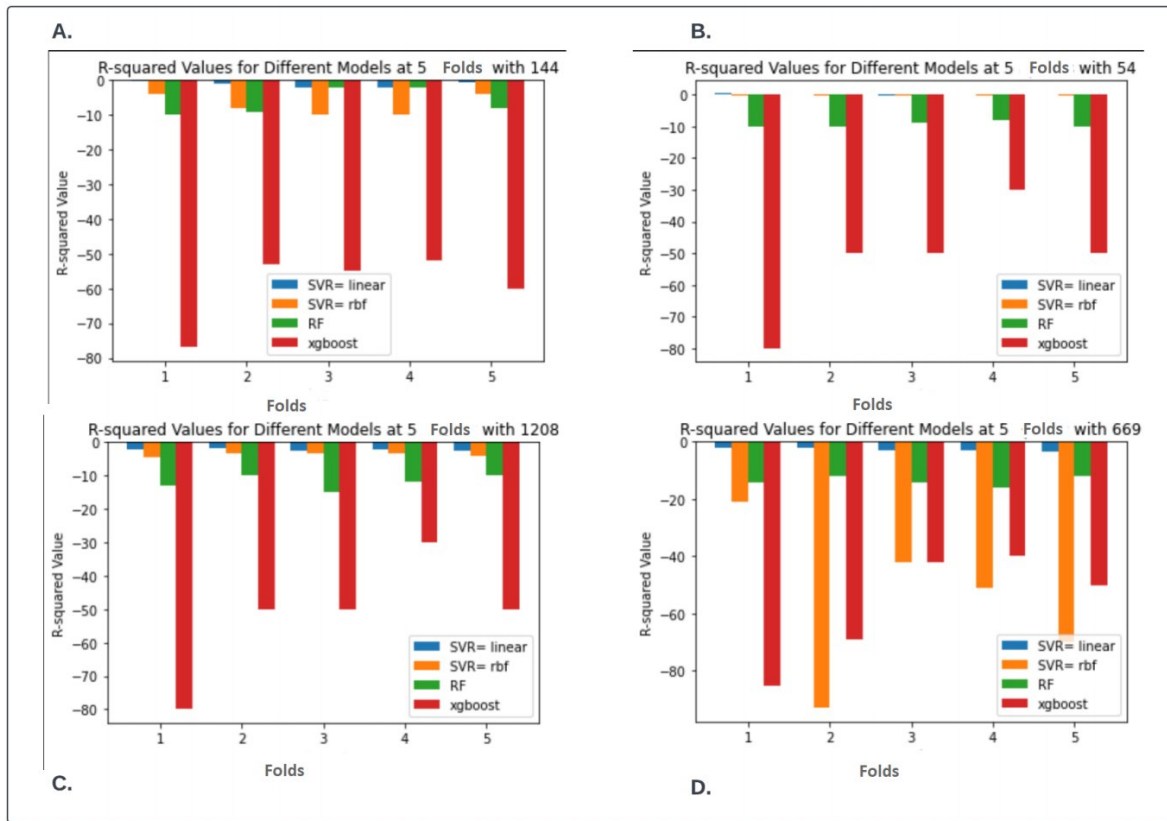 A.
R-squared Values for Different Models at 5 Folds with 144
R-squared Value
0
−10
−20
−30
−40
−50
−60
−70
−80
SVR= linear
SVR= rbf
RF
xgboost
1 2 3 4 5
Folds
B.
R-squared Values for Different Models at 5 Folds with 54
R-squared Value
0
−10
−20
−30
−40
−50
−60
−70
−80
SVR= linear
SVR= rbf
RF
xgboost
1 2 3 4 5
Folds
R-squared Values for Different Models at 5 Folds with 1208
R-squared Value
0
−10
−20
−30
−40
−50
−60
−70
−80
SVR= linear
SVR= rbf
RF
xgboost
1 2 3 4 5
Folds
C.
R-squared Values for Different Models at 5 Folds with 669
R-squared Value
0
−20
−40
−60
−80
SVR= linear
SVR= rbf
RF
xgboost
1 2 3 4 5
Folds
D.